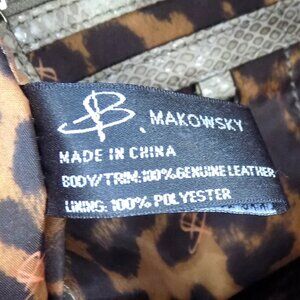 B. MAKOWSKY
MADE IN CHINA
BODY/TRIM:100%GENUINE LEATHER
LINING: 100% POLYESTER